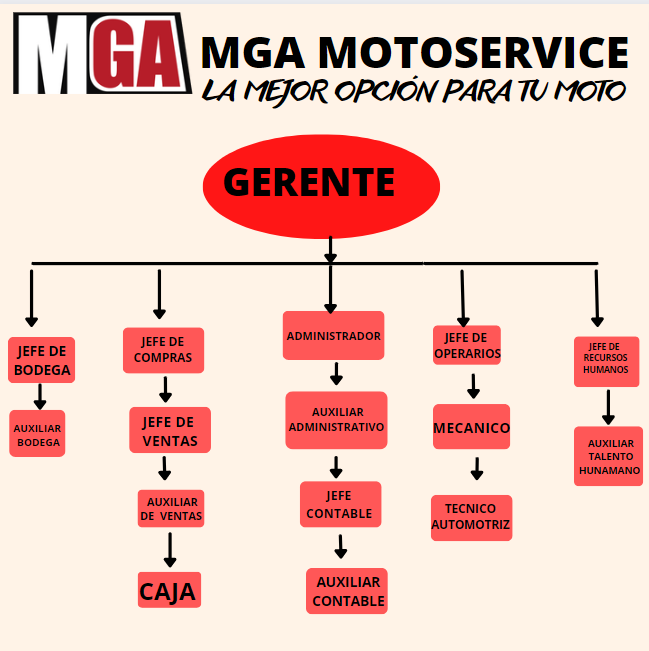 MGA
MGA MOTOSERVICE
LA MEJOR OPCIÓN PARA TU MOTO
GERENTE
JEFE DE
BODEGA
AUXILIAR
BODEGA
JEFE DE
COMPRAS
JEFE DE
VENTAS
AUXILIAR
DE VENTAS
CAJA
ADMINISTRADOR
AUXILIAR
ADMINISTRATIVO
JEFE
CONTABLE
AUXILIAR
CONTABLE
JEFE DE
OPERARIOS
MECANICO
TECNICO
AUTOMOTRIZ
JEFE DE
RECURSOS
HUMANOS
AUXILIAR
TALENTO
HUNAMANO